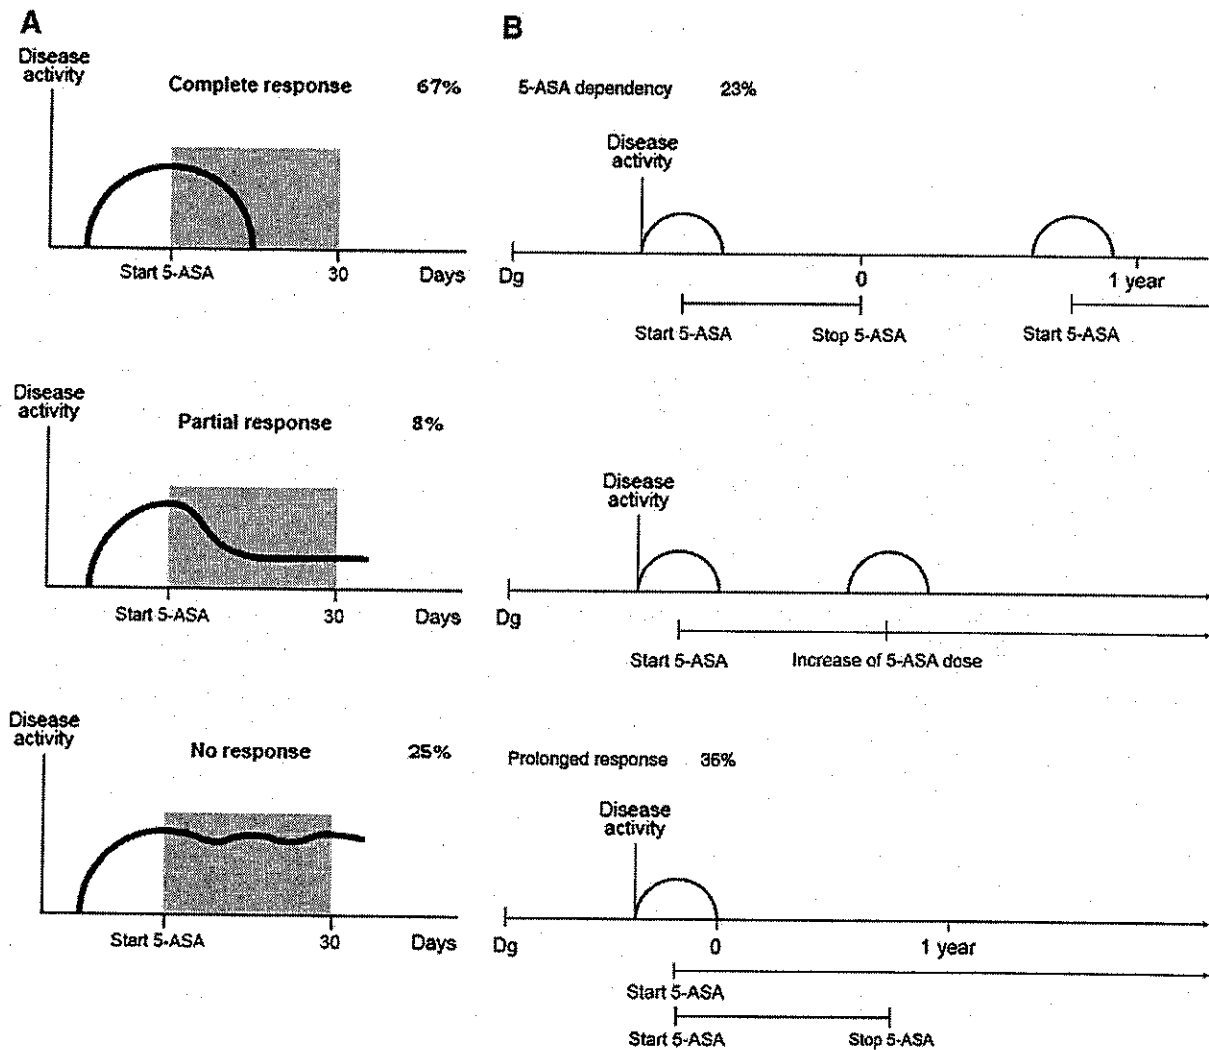 A
Disease
activity
Complete response 67%
Start 5-ASA 30 Days
Disease
activity
Partial response 8%
Start 5-ASA 30 Days
Disease
activity
No response 25%
Start 5-ASA 30 Days
B
5-ASA dependency 23%
Disease
activity
Dg 0 1 year
Start 5-ASA Stop 5-ASA Start 5-ASA
Disease
activity
Dg
Start 5-ASA Increase of 5-ASA dose
Prolonged response 36%
Disease
activity
Dg 0 1 year
Start 5-ASA
Start 5-ASA Stop 5-ASA